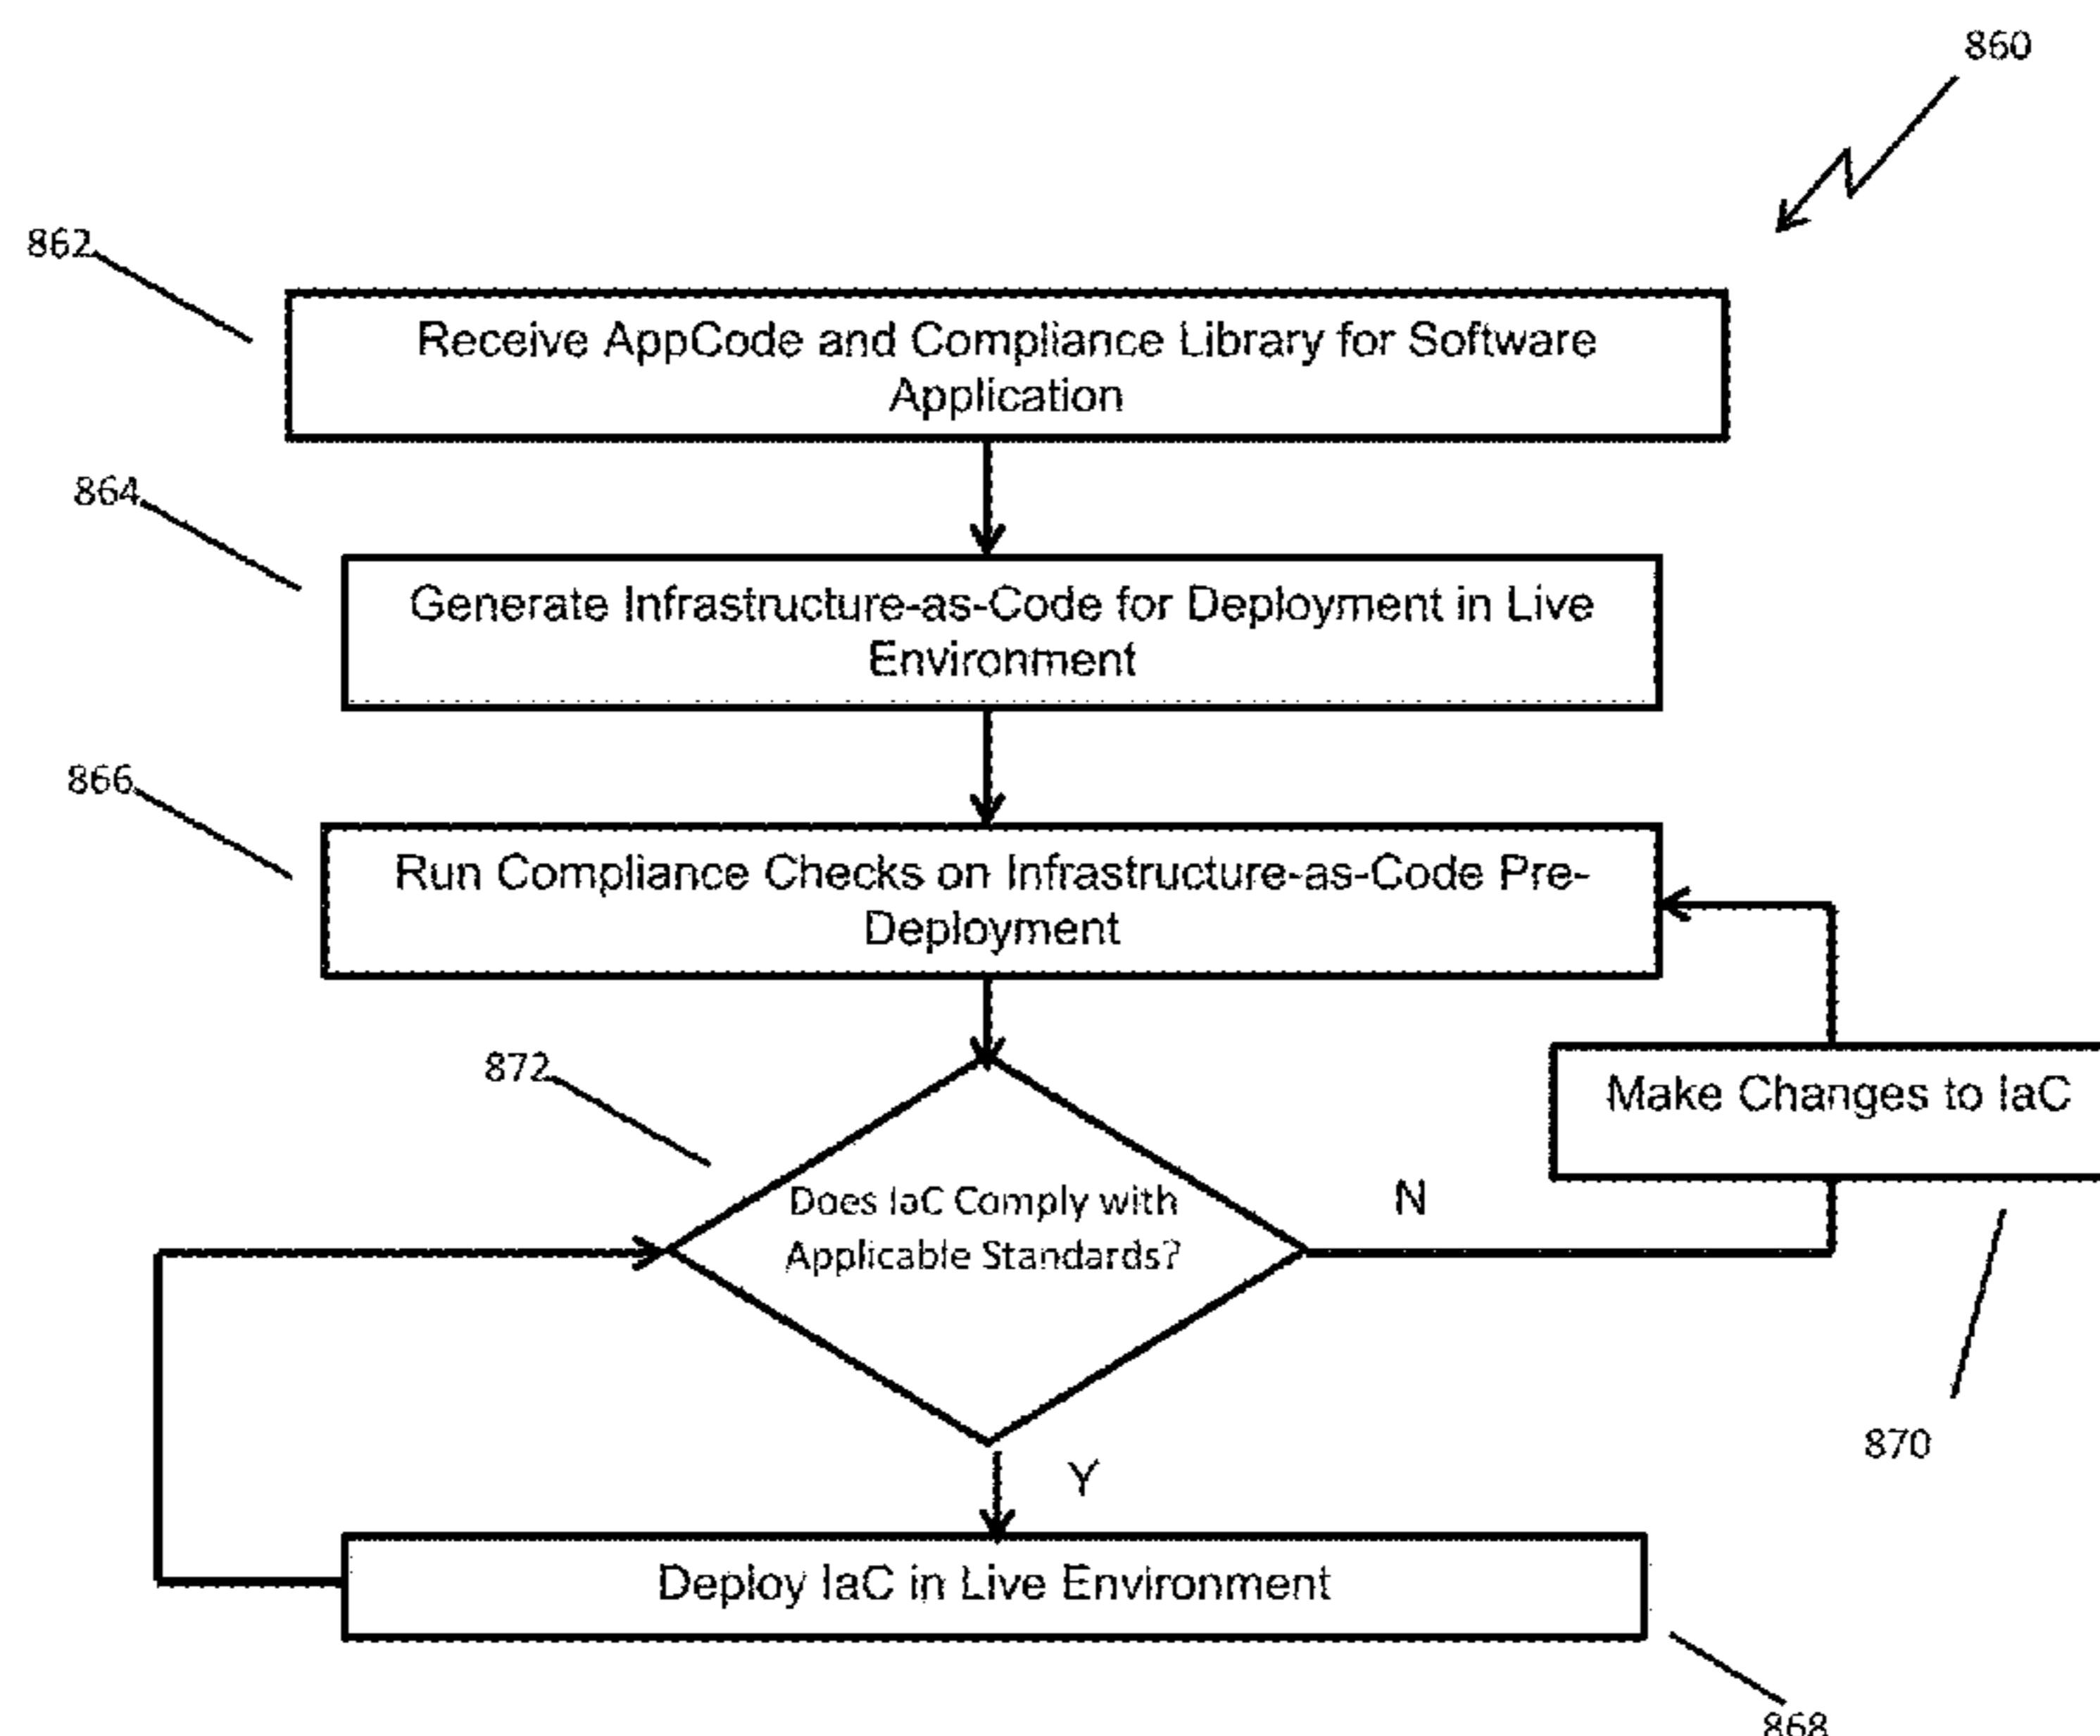 860
862
Receive AppCode and Compliance Library for Software
Application
864
Generate Infrastructure-as-Code for Deployment in Live
Environment
866
Run Compliance Checks on Infrastructure-as-Code Pre-
Deployment
872
Make Changes to IaC
Does IaC Comply with
Applicable Standards?
N
870
Y
Deploy IaC in Live Environment
868